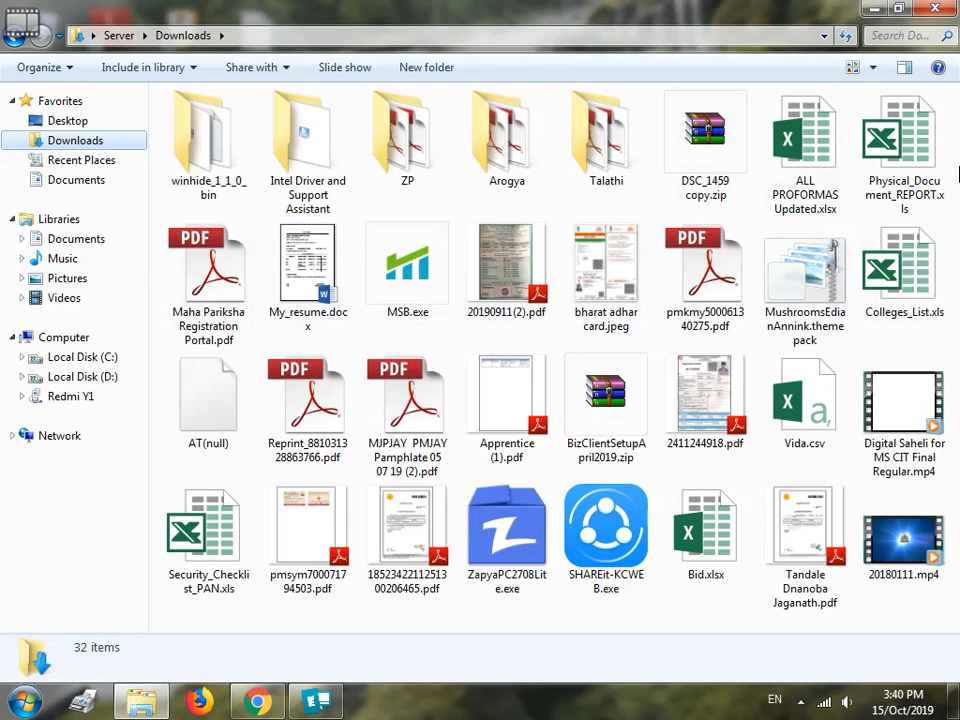 Server
Downloads
Search Do...
Organize
Include in library
Share with
Slide show
New folder
Favorites
Desktop
Downloads
Recent Places
Documents
Libraries
Documents
Music
Pictures
Videos
Computer
Local Disk (C:)
Local Disk (D:)
Redmi Y1
Network
winhide_1_1_0_
bin
Intel Driver and
Support
Assistant
ZP
Arogya
Talathi
DSC_1459
copy.zip
ALL
PROFORMAS
Updated.xlsx
Physical_Docu
ment_REPORT.x
ls
PDF
Maha Pariksha
Registration
Portal.pdf
My_resume.doc
x
MSB.exe
20190911(2).pdf
bharat adhar
card.jpeg
PDF
pmkmy5000613
40275.pdf
MushroomsEdi
anAnnink.theme
pack
Colleges_List.xls
AT(null)
PDF
Reprint_8810313
28863766.pdf
PDF
MJPJAY_PMJAY
Pamphlate 05
07 19 (2).pdf
Apprentice
(1).pdf
BizClientSetupA
pril2019.zip
2411244918.pdf
Vida.csv
Digital Saheli for
MS CIT Final
Regular.mp4
Security_Checkli
st_PAN.xls
pmsym7000717
94503.pdf
18523422112513
00206465.pdf
ZapyaPC2708Lit
e.exe
SHAREit-KCWE
B.exe
Bid.xlsx
Tandale
Dnanoba
Jaganath.pdf
20180111.mp4
32 items
EN
3:40 PM
15/Oct/2019